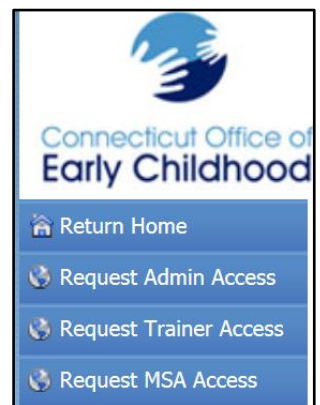 Connecticut Office of
Early Childhood
Return Home
Request Admin Access
Request Trainer Access
Request MSA Access